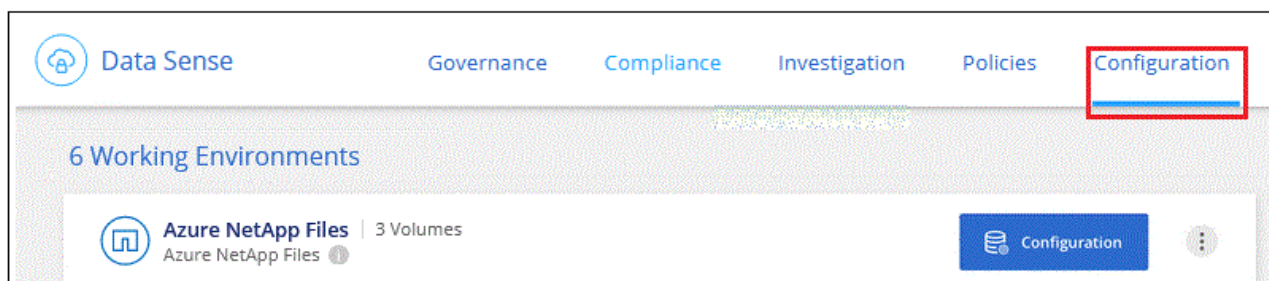 Data Sense Governance Compliance Investigation Policies Configuration
6 Working Environments
Azure NetApp Files | 3 Volumes
Azure NetApp Files
Configuration